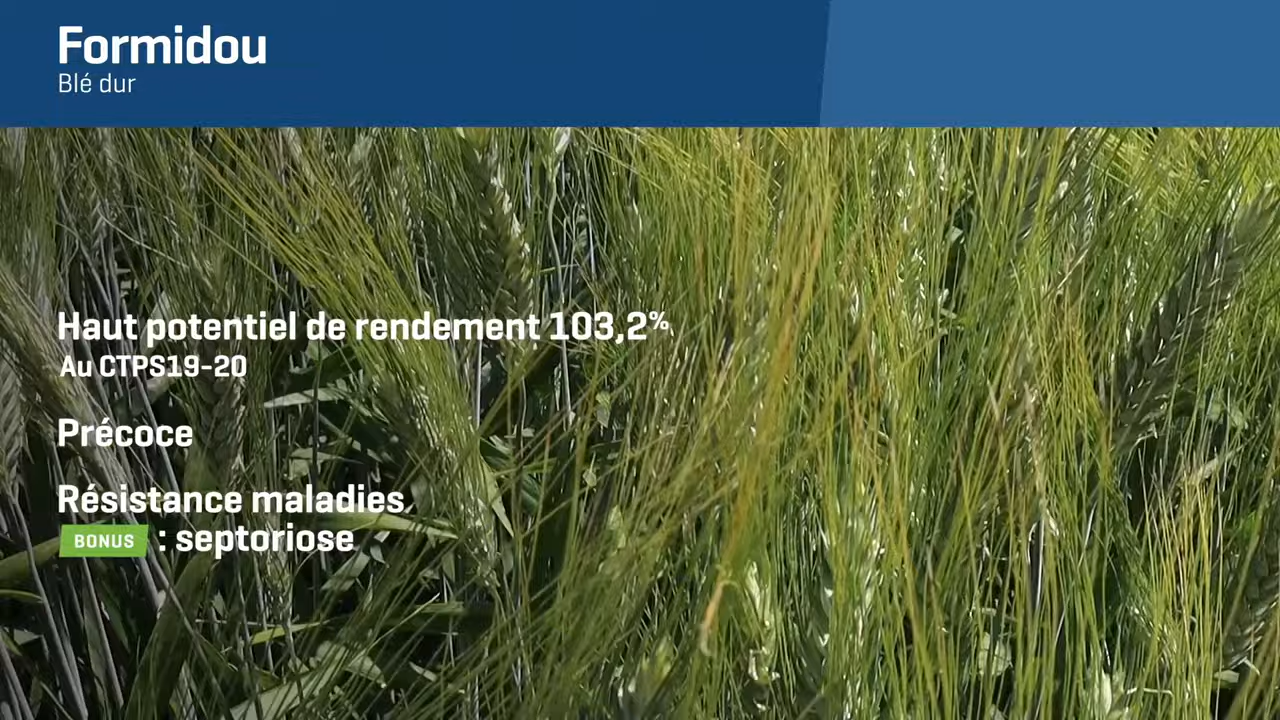 Formidou
Blé dur
Haut potentiel de rendement 103,2%
Au CTPS19-20
Précoce
Résistance maladies
BONUS : septoriose